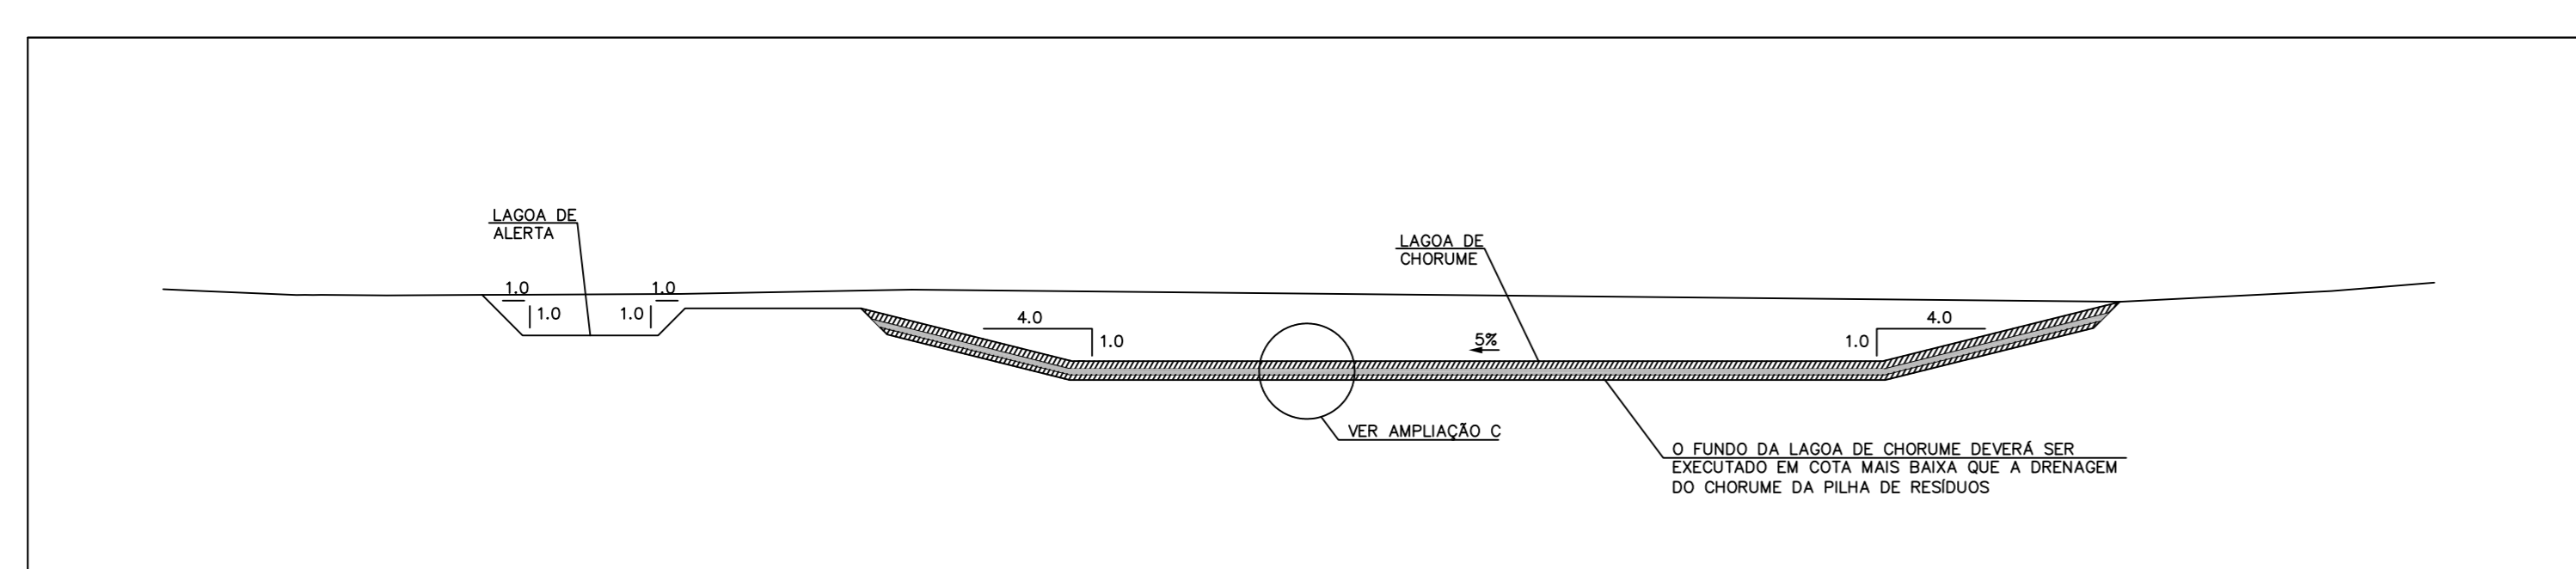 LAGOA DE
ALERTA
LAGOA DE
CHORUME
1.0
1.0
1.0
1.0
4.0
1.0
5%
1.0
4.0
VER AMPLIAÇÃO C
O FUNDO DA LAGOA DE CHORUME DEVERÁ SER
EXECUTADO EM COTA MAIS BAIXA QUE A DRENAGEM
DO CHORUME DA PILHA DE RESÍDUOS